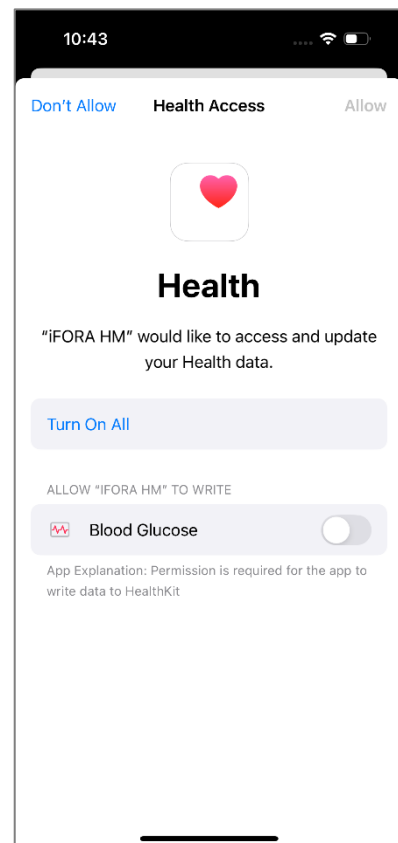 10:43
Don't Allow Health Access Allow
Health
“iFORA HM” would like to access and update
your Health data.
Turn On All
ALLOW “IFORA HM” TO WRITE
Blood Glucose
App Explanation: Permission is required for the app to
write data to HealthKit